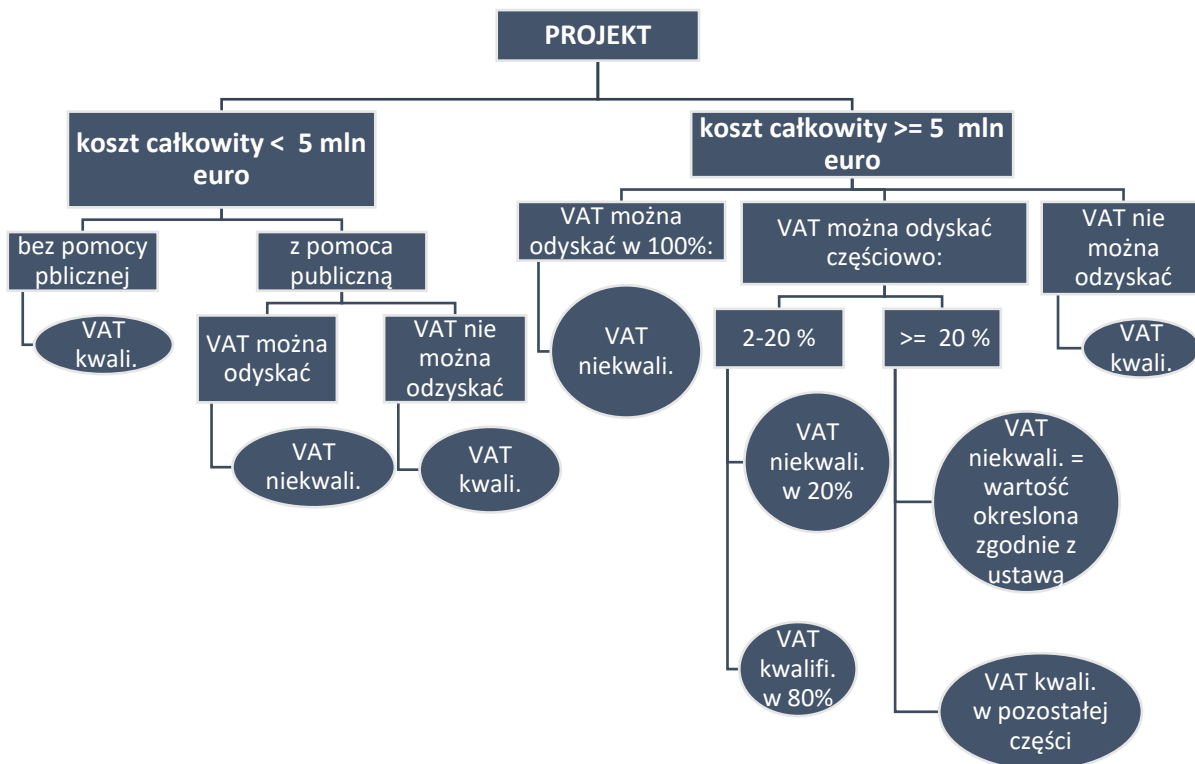 PROJEKT
koszt całkowity < 5 mln
euro
bez pomocy
pblicznej
VAT
kwali.
z pomoca
publiczną
VAT można
odyskać
VAT
niekwali.
VAT nie
można
odzyskać
VAT
kwali.
koszt całkowity >= 5 mln
euro
VAT można
odyskać w 100%:
VAT
niekwali.
VAT można odyskać
częściowo:
2-20 %
VAT
niekwali.
w 20%
VAT
kwalifi.
w 80%
>= 20 %
VAT
niekwali. =
wartość
okreslona
zgodnie z
ustawą
VAT kwali.
w pozostałej
części
VAT nie
można
odzyskać
VAT
kwali.